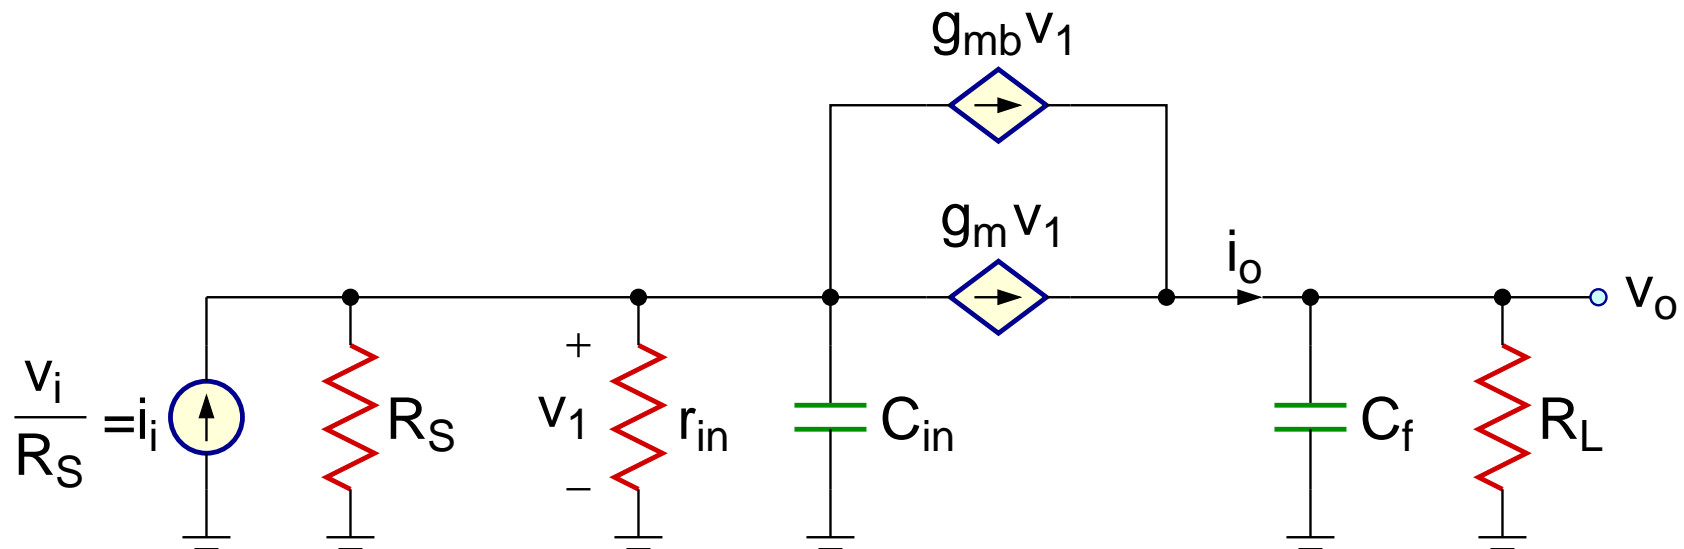 gmbv1
gmv1
io
vo
vi
RS
=ii
RS
+
v1
−
rin
Cin
Cf
RL